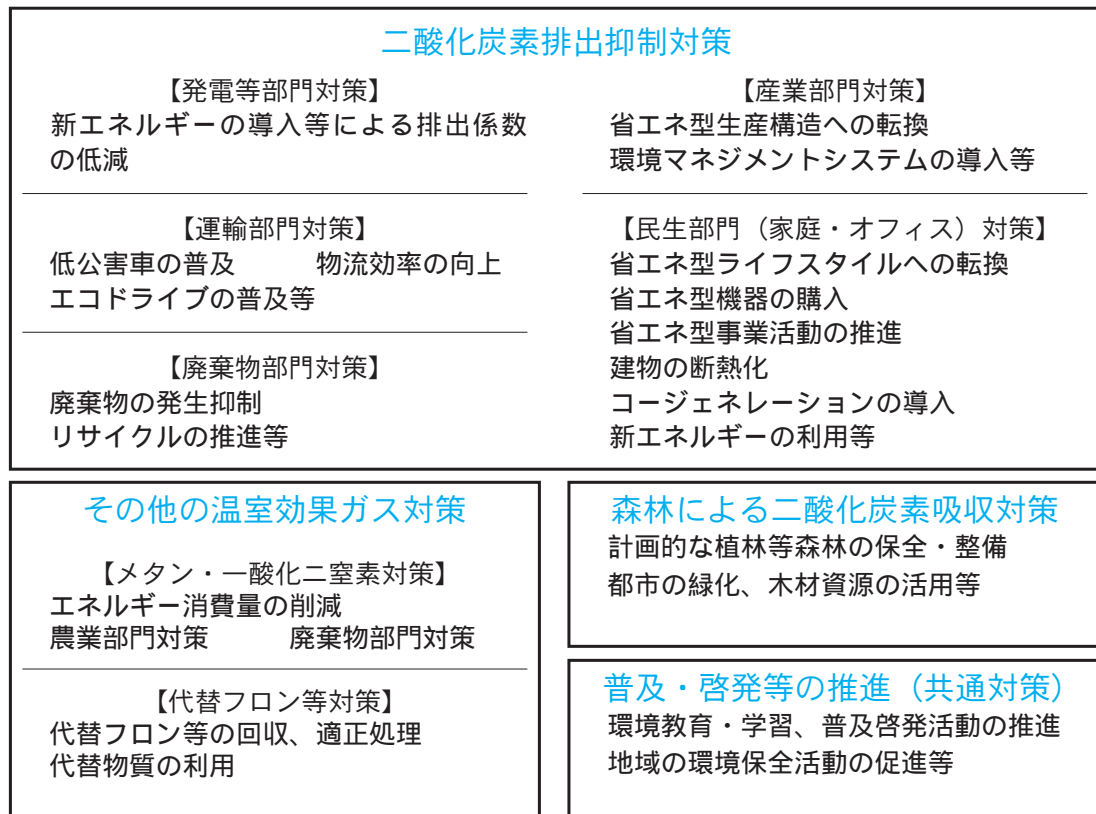 二酸化炭素排出抑制対策
【発電等部門対策】
新エネルギーの導入等による排出係数
の低減
【運輸部門対策】
低公害車の普及　　　物流効率の向上
エコドライブの普及等
【廃棄物部門対策】
廃棄物の発生抑制
リサイクルの推進等
【産業部門対策】
省エネ型生産構造への転換
環境マネジメントシステムの導入等
【民生部門（家庭・オフィス）対策】
省エネ型ライフスタイルへの転換
省エネ型機器の購入
省エネ型事業活動の推進
建物の断熱化
コージェネレーションの導入
新エネルギーの利用等
その他の温室効果ガス対策
【メタン・一酸化二窒素対策】
エネルギー消費量の削減
農業部門対策　　　廃棄物部門対策
【代替フロン等対策】
代替フロン等の回収、適正処理
代替物質の利用
森林による二酸化炭素吸収対策
計画的な植林等森林の保全・整備
都市の緑化、木材資源の活用等
普及・啓発等の推進（共通対策）
環境教育・学習、普及啓発活動の推進
地域の環境保全活動の促進等